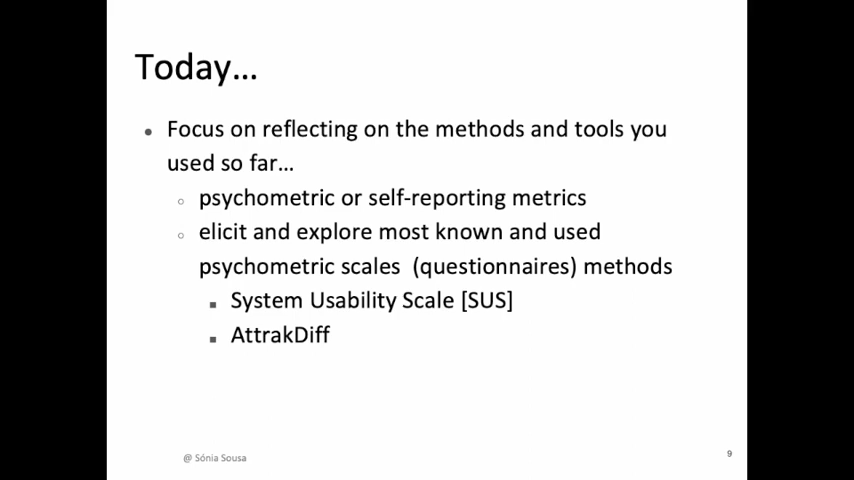 Today...
• Focus on reflecting on the methods and tools you
used so far...
○ psychometric or self-reporting metrics
○ elicit and explore most known and used
psychometric scales (questionnaires) methods
▪ System Usability Scale [SUS]
▪ AttrakDiff
@ Sónia Sousa
9